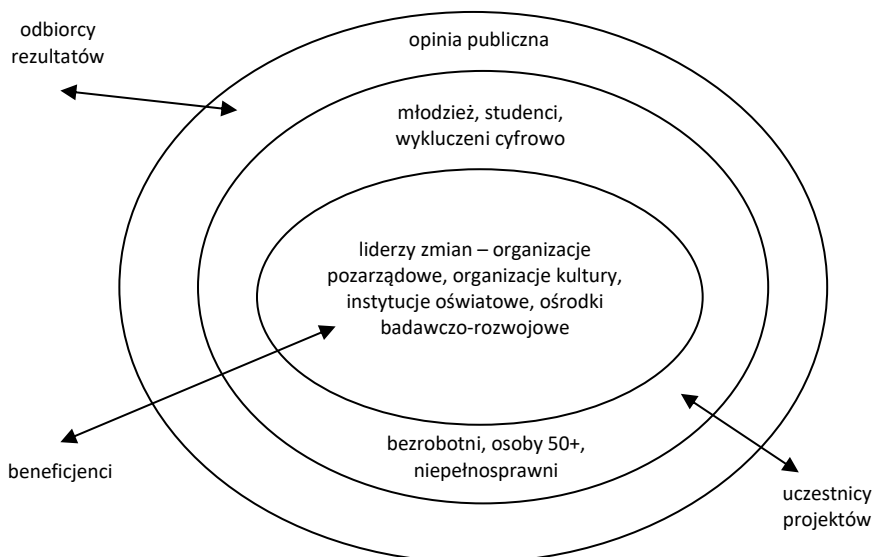 odbiorcy
rezultatów
opinia publiczna
młodzież, studenci,
wykluczeni cyfrowo
liderzy zmian – organizacje
pozarządowe, organizacje kultury,
instytucje oświatowe, ośrodki
badawczo-rozwojowe
bezrobotni, osoby 50+,
niepełnosprawni
beneficjenci
uczestnicy
projektów